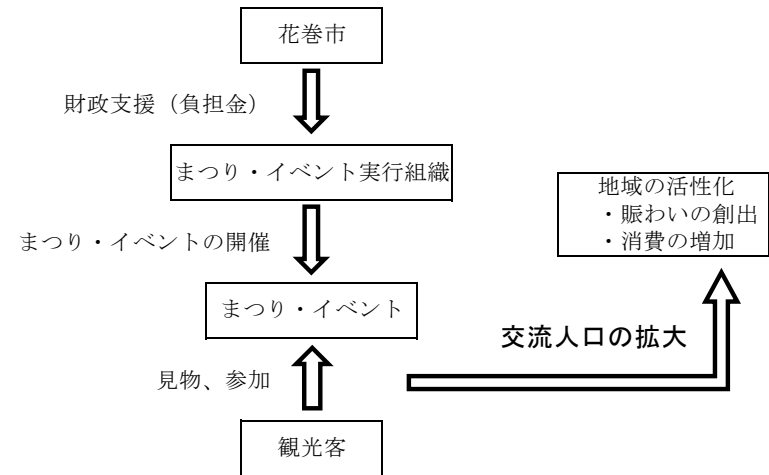 花巻市
財政支援（負担金）
まつり・イベント実行組織
まつり・イベントの開催
まつり・イベント
見物、参加
観光客
交流人口の拡大
地域の活性化
・賑わいの創出
・消費の増加